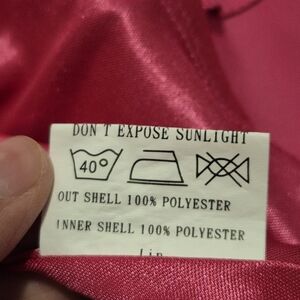 DON'T EXPOSE SUNLIGHT
40°
OUT SHELL 100% POLYESTER
INNER SHELL 100% POLYESTER